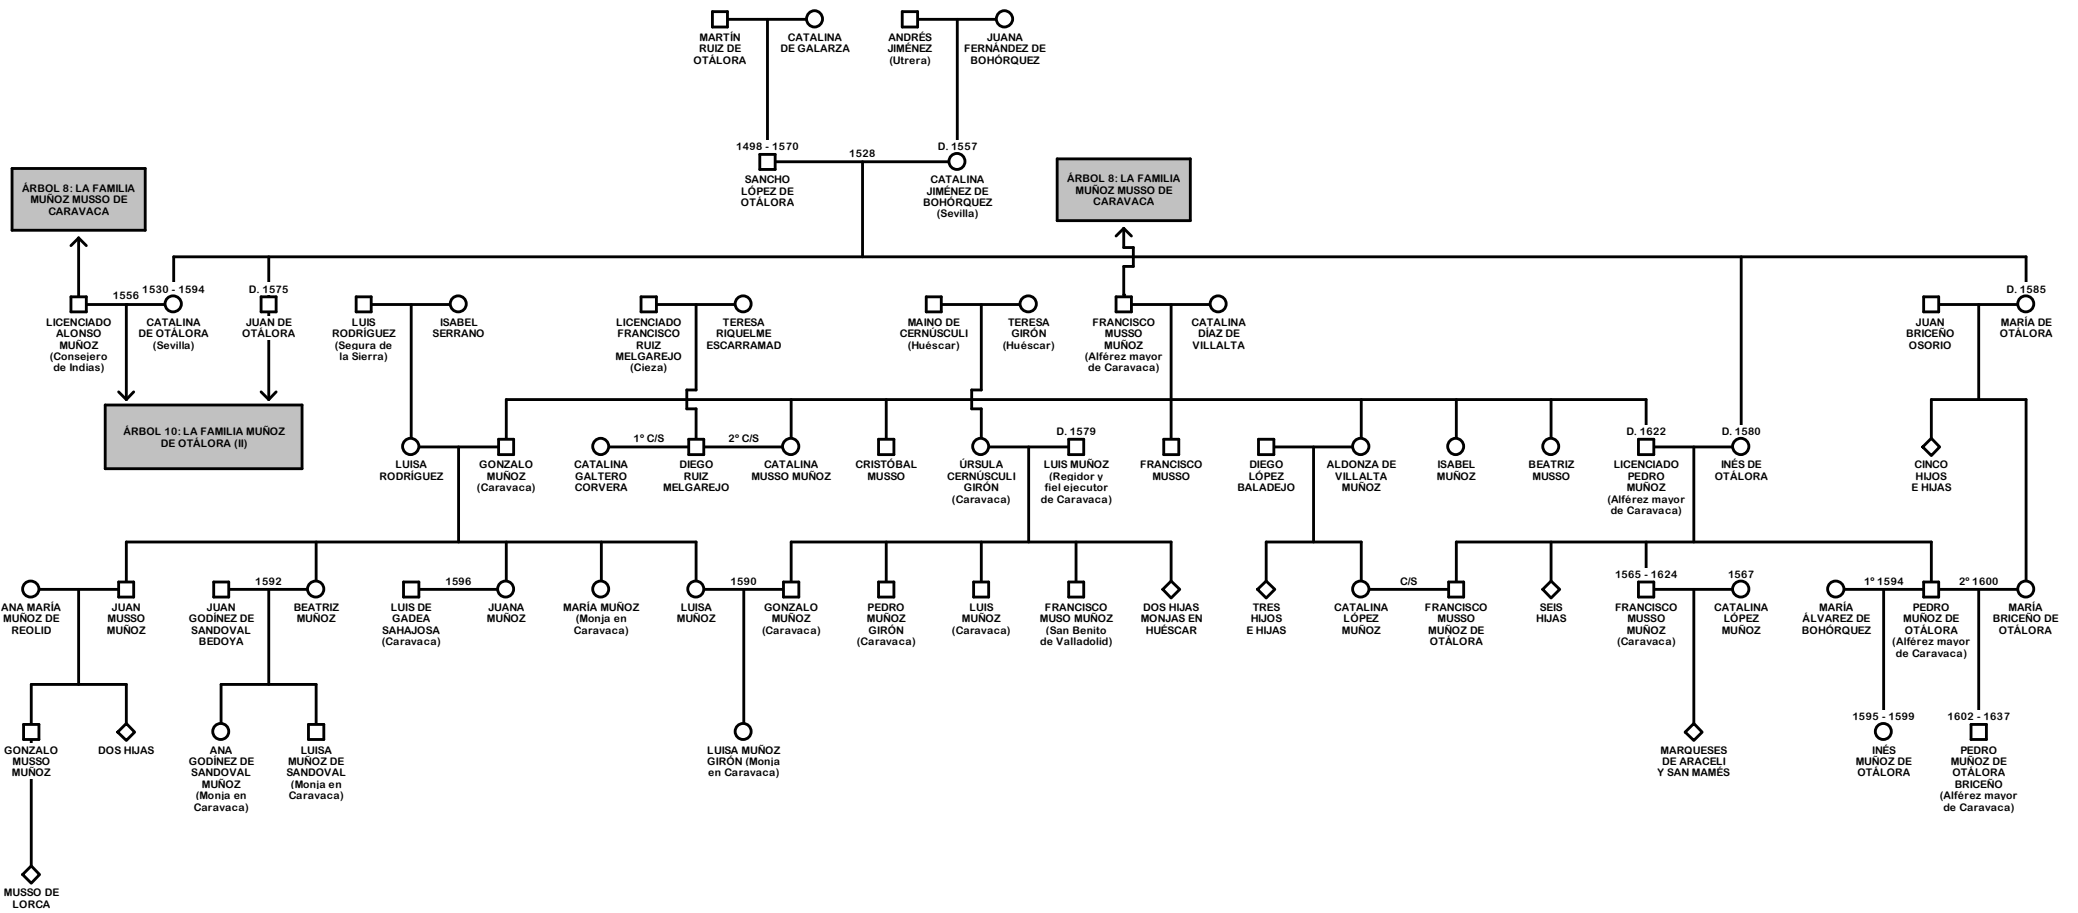 MARTÍN
RUIZ DE
OTÁLORA
CATALINA
DE GALARZA
ANDRÉS
JIMÉNEZ
(Utrera)
JUANA
FERNÁNDEZ DE
BOHÓRQUEZ
1498 - 1570
1528
D. 1557
SANCHO
LÓPEZ DE
OTÁLORA
CATALINA
JIMÉNEZ DE
BOHÓRQUEZ
(Sevilla)
ÁRBOL 8: LA FAMILIA
MUÑOZ MUSSO DE
CARAVACA
ÁRBOL 8: LA FAMILIA
MUÑOZ MUSSO DE
CARAVACA
1556
1530 - 1594
D. 1575
D. 1585
LICENCIADO
ALONSO
MUÑOZ
(Consejero
de Indias)
CATALINA
DE OTÁLORA
(Sevilla)
JUAN DE
OTÁLORA
LUIS
RODRÍGUEZ
(Segura de
la Sierra)
ISABEL
SERRANO
LICENCIADO
FRANCISCO
RUIZ
MELGAREJO
(Cieza)
TERESA
RIQUELME
ESCARRAMAD
MAINO DE
CERNÚSCULI
(Huéscar)
TERESA
GIRÓN
(Huéscar)
FRANCISCO
MUSSO
MUÑOZ
(Alférez mayor
de Caravaca)
CATALINA
DÍAZ DE
VILLALTA
JUAN
BRICEÑO
OSORIO
MARÍA DE
OTÁLORA
ÁRBOL 10: LA FAMILIA MUÑOZ
DE OTÁLORA (II)
1º C/S
2º C/S
D. 1579
D. 1622
D. 1580
LUISA
RODRÍGUEZ
GONZALO
MUÑOZ
(Caravaca)
CATALINA
GALTERO
CORVERA
DIEGO
RUIZ
MELGAREJO
CATALINA
MUSSO MUÑOZ
CRISTÓBAL
MUSSO
ÚRSULA
CERNÚSCULI
GIRÓN
(Caravaca)
LUIS MUÑOZ
(Regidor y
fiel ejecutor
de Caravaca)
FRANCISCO
MUSSO
DIEGO
LÓPEZ
BALADEJO
ALDONZA DE
VILLALTA
MUÑOZ
ISABEL
MUÑOZ
BEATRIZ
MUSSO
LICENCIADO
PEDRO
MUÑOZ
(Alférez mayor
de Caravaca)
INÉS DE
OTÁLORA
CINCO
HIJOS
E HIJAS
1592
1596
1590
C/S
1565 - 1624
1567
1º 1594
2º 1600
ANA MARÍA
MUÑOZ DE
REOLID
JUAN
MUSSO
MUÑOZ
JUAN
GODÍNEZ DE
SANDOVAL
BEDOYA
BEATRIZ
MUÑOZ
LUIS DE
GADEA
SAHAJOSA
(Caravaca)
JUANA
MUÑOZ
MARÍA MUÑOZ
(Monja en
Caravaca)
LUISA
MUÑOZ
GONZALO
MUÑOZ
(Caravaca)
PEDRO
MUÑOZ
GIRÓN
(Caravaca)
LUIS
MUÑOZ
(Caravaca)
FRANCISCO
MUSO MUÑOZ
(San Benito
de Valladolid)
DOS HIJAS
MONJAS EN
HUÉSCAR
TRES
HIJOS
E HIJAS
CATALINA
LÓPEZ
MUÑOZ
FRANCISCO
MUSSO
MUÑOZ DE
OTÁLORA
SEIS
HIJAS
FRANCISCO
MUSSO
MUÑOZ
(Caravaca)
CATALINA
LÓPEZ
MUÑOZ
MARÍA
ÁLVAREZ DE
BOHÓRQUEZ
PEDRO
MUÑOZ DE
OTÁLORA
(Alférez mayor
de Caravaca)
MARÍA
BRICEÑO DE
OTÁLORA
1595 - 1599
1602 - 1637
GONZALO
MUSSO
MUÑOZ
DOS HIJAS
ANA
GODÍNEZ DE
SANDOVAL
MUÑOZ
(Monja en
Caravaca)
LUISA
MUÑOZ DE
SANDOVAL
(Monja en
Caravaca)
LUISA MUÑOZ
GIRÓN (Monja
en Caravaca)
MARQUESES
DE ARACELI
Y SAN MAMÉS
INÉS
MUÑOZ DE
OTÁLORA
PEDRO
MUÑOZ DE
OTÁLORA
BRICEÑO
(Alférez mayor
de Caravaca)
MUSSO DE
LORCA